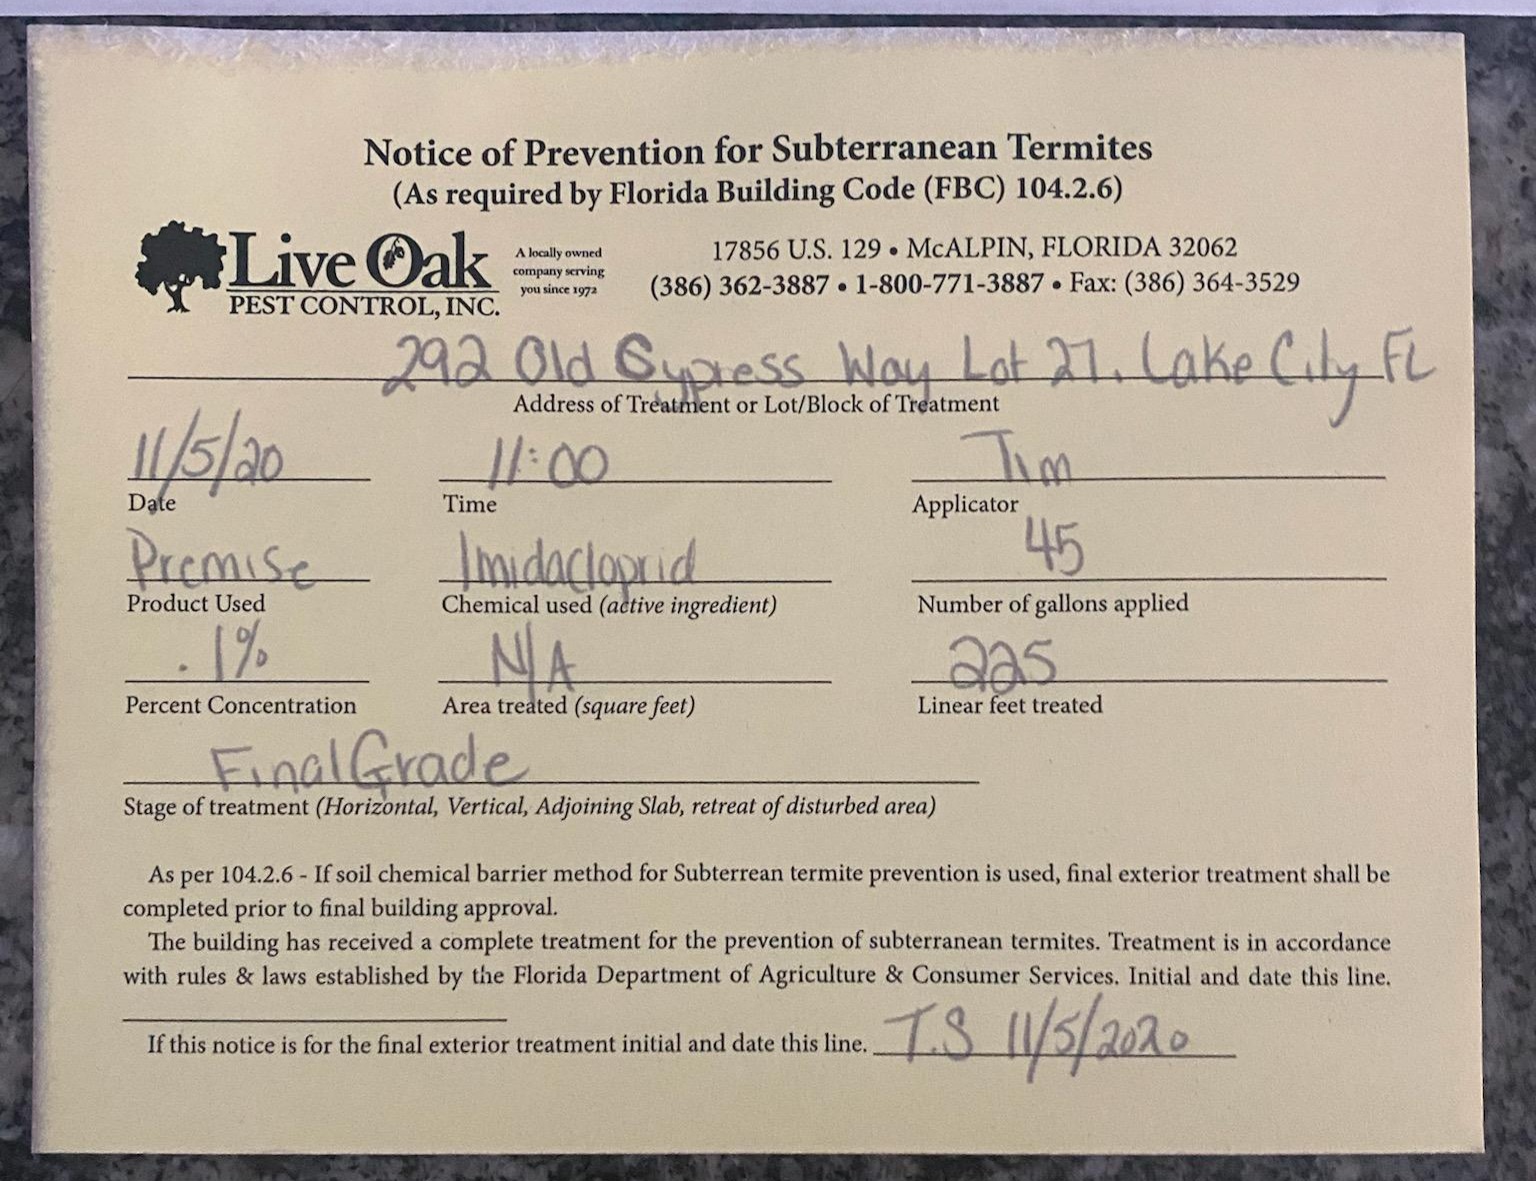 Notice of Prevention for Subterranean Termites
(As required by Florida Building Code (FBC) 104.2.6)
Live Oak
PEST CONTROL, INC.
A locally owned
company serving
you since 1972
17856 U.S. 129 • McALPIN, FLORIDA 32062
(386) 362-3887 • 1-800-771-3887 • Fax: (386) 364-3529
292 Old Cypress Way Lot 27, Lake City FL
Address of Treatment or Lot/Block of Treatment
11/5/20 11:00 Tim
Date Time Applicator
Premise Imidacloprid 45
Product Used Chemical used (active ingredient) Number of gallons applied
.1% N/A 225
Percent Concentration Area treated (square feet) Linear feet treated
Final Grade
Stage of treatment (Horizontal, Vertical, Adjoining Slab, retreat of disturbed area)
As per 104.2.6 - If soil chemical barrier method for Subterrean termite prevention is used, final exterior treatment shall be
completed prior to final building approval.
The building has received a complete treatment for the prevention of subterranean termites. Treatment is in accordance
with rules & laws established by the Florida Department of Agriculture & Consumer Services. Initial and date this line.
If this notice is for the final exterior treatment initial and date this line. T.S 11/5/2020